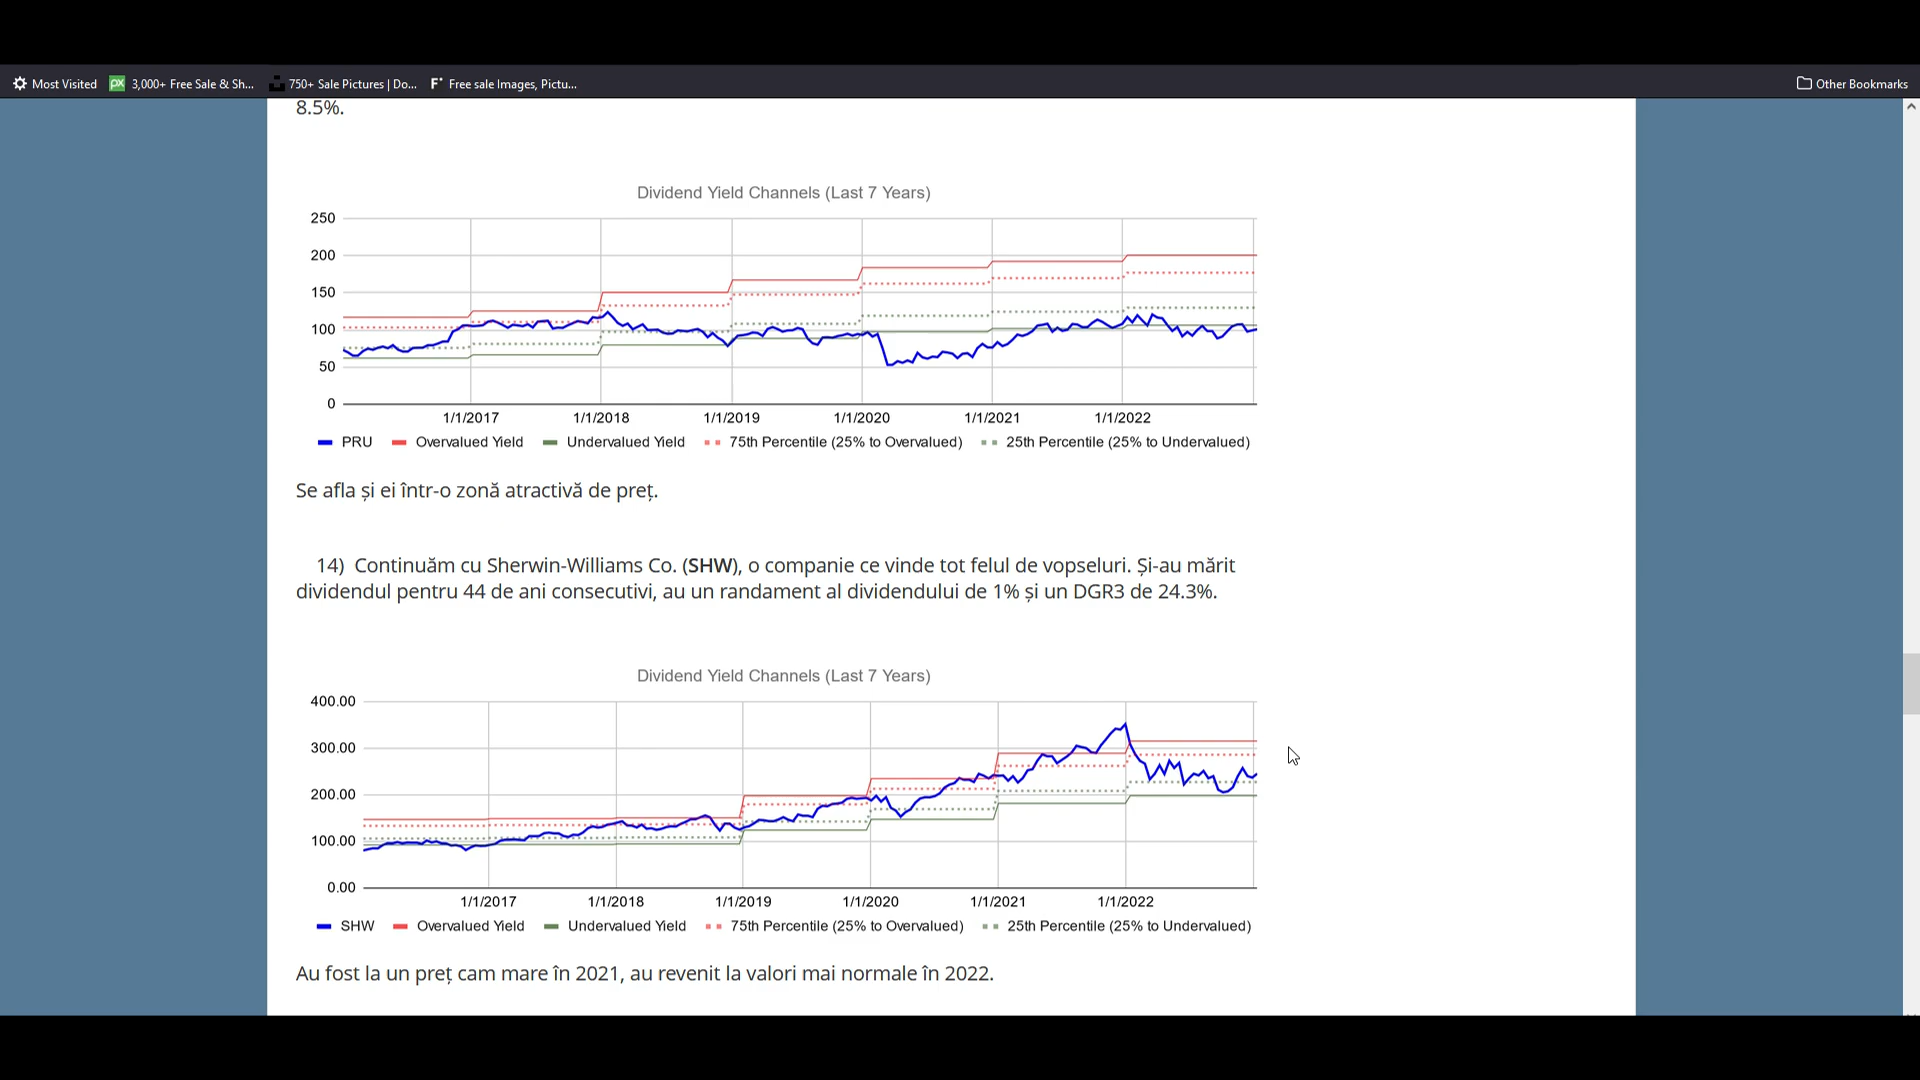 Most Visited 3,000+ Free Sale & Sh... 750+ Sale Pictures | Do... Free sale Images, Pictu... Other Bookmarks
8.5%.
Dividend Yield Channels (Last 7 Years)
250
200
150
100
50
0
1/1/2017 1/1/2018 1/1/2019 1/1/2020 1/1/2021 1/1/2022
PRU Overvalued Yield Undervalued Yield 75th Percentile (25% to Overvalued) 25th Percentile (25% to Undervalued)
Se afla și ei într-o zonă atractivă de preț.
14) Continuăm cu Sherwin-Williams Co. (SHW), o companie ce vinde tot felul de vopseluri. Și-au mărit
dividendul pentru 44 de ani consecutivi, au un randament al dividendului de 1% și un DGR3 de 24.3%.
Dividend Yield Channels (Last 7 Years)
400.00
300.00
200.00
100.00
0.00
1/1/2017 1/1/2018 1/1/2019 1/1/2020 1/1/2021 1/1/2022
SHW Overvalued Yield Undervalued Yield 75th Percentile (25% to Overvalued) 25th Percentile (25% to Undervalued)
Au fost la un preț cam mare în 2021, au revenit la valori mai normale în 2022.